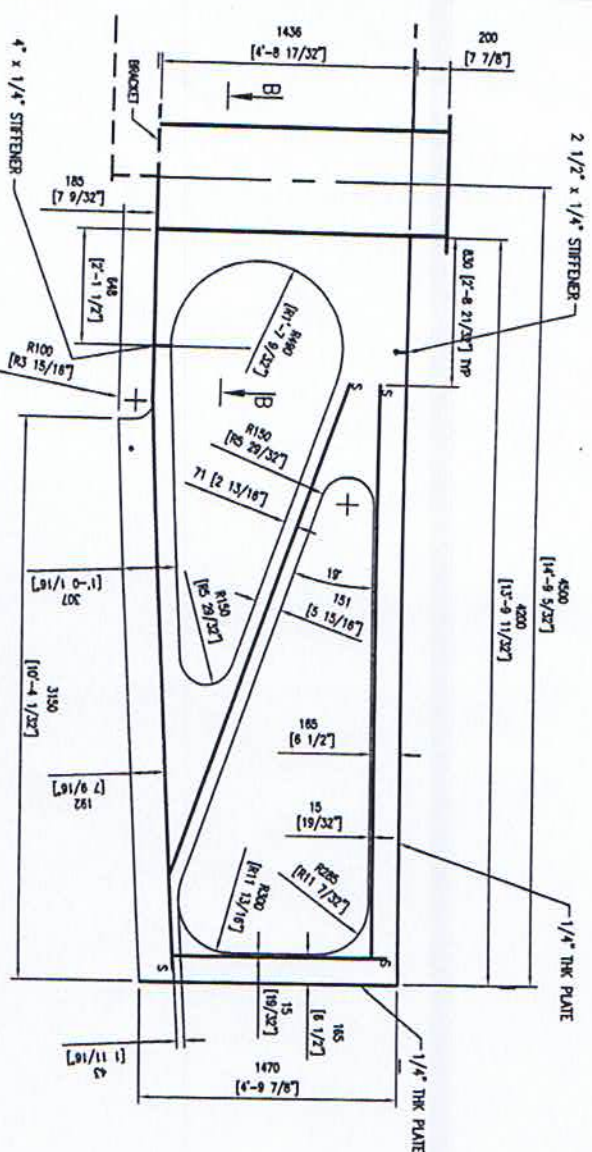 1436
[4'-8 17/32"]
200
[7 7/8"]
4" x 1/4" STIFFENER
BRACKET
B
2 1/2" x 1/4" STIFFENER
185
[7 9/32"]
648
[2'-1 1/2"]
830 [2'-8 21/32"] TYP
R100
[R3 15/16"]
R490
[R1'-7 9/32"]
B
S
S
R150
[R5 29/32"]
71 [2 13/16"]
4500
[14'-9 5/32"]
4200
[13'-9 11/32"]
19°
151
[5 15/16"]
307
[1'-0 1/16"]
R150
[R5 29/32"]
3150
[10'-4 1/32"]
165
[6 1/2"]
192
[7 9/16"]
15
[19/32"]
R285
[R11 7/32"]
R300
[R11 13/16"]
1/4" THK PLATE
S
S
15
[19/32"]
165
[6 1/2"]
43
[1 11/16"]
1470
[4'-9 7/8"]
1/4" THK PLATE